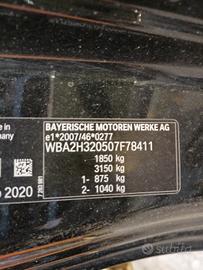 BAYERISCHE MOTOREN WERKE AG
e1*2007/46*0277
WBA2H320507F78411
1850 kg
3150 kg
1- 875 kg
2- 1040 kg
2020
subito